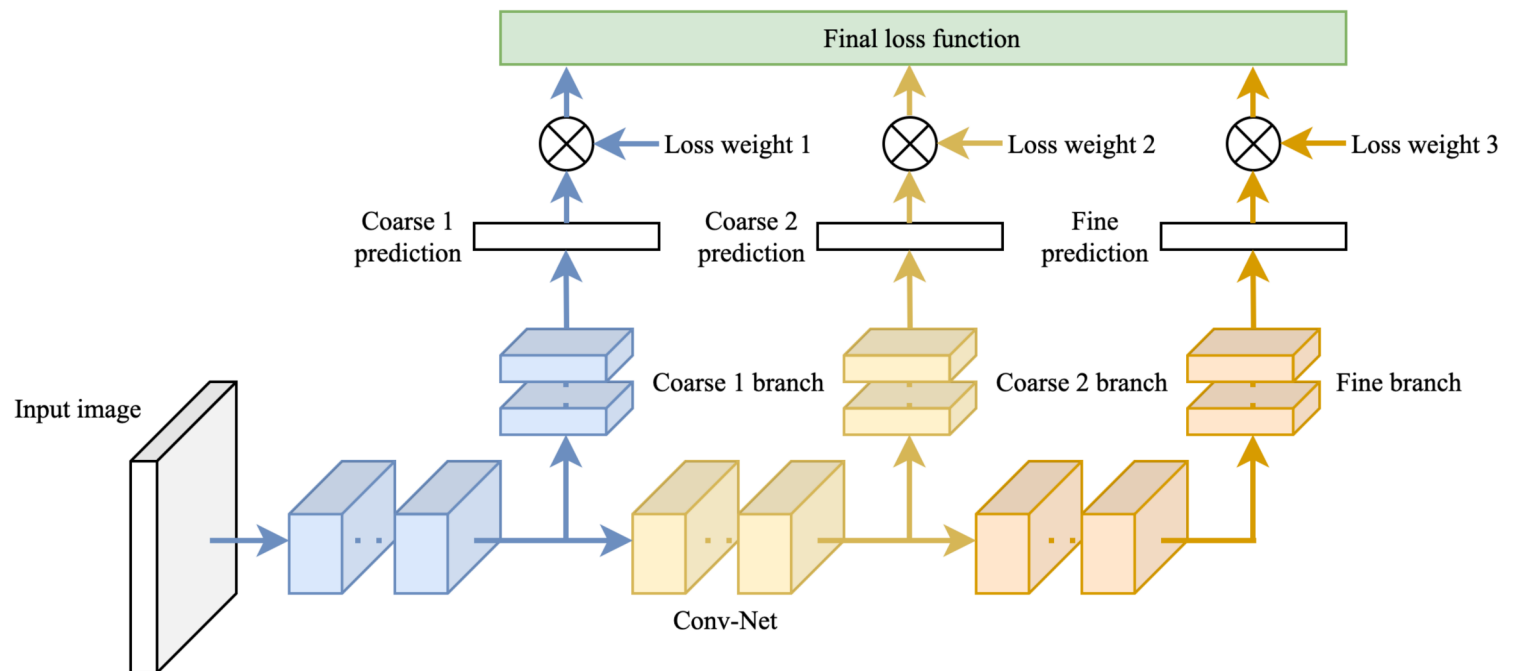 Final loss function
Loss weight 1
Loss weight 2
Loss weight 3
Coarse 1
prediction
Coarse 2
prediction
Fine
prediction
Coarse 1 branch
Coarse 2 branch
Fine branch
Input image
Conv-Net